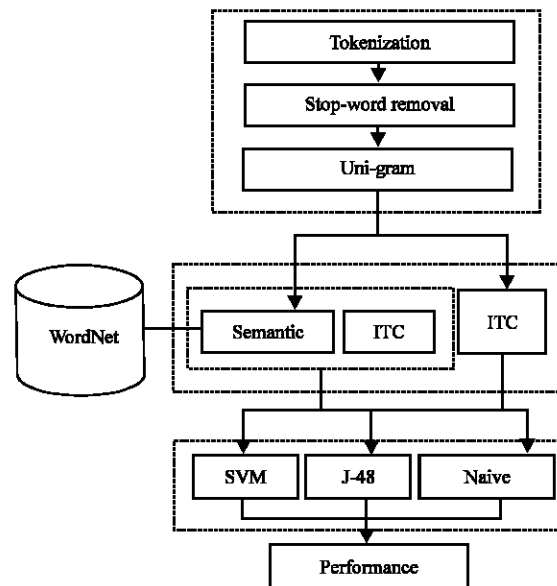 Tokenization
Stop-word removal
Uni-gram
WordNet
Semantic
ITC
ITC
SVM
J-48
Naive
Performance